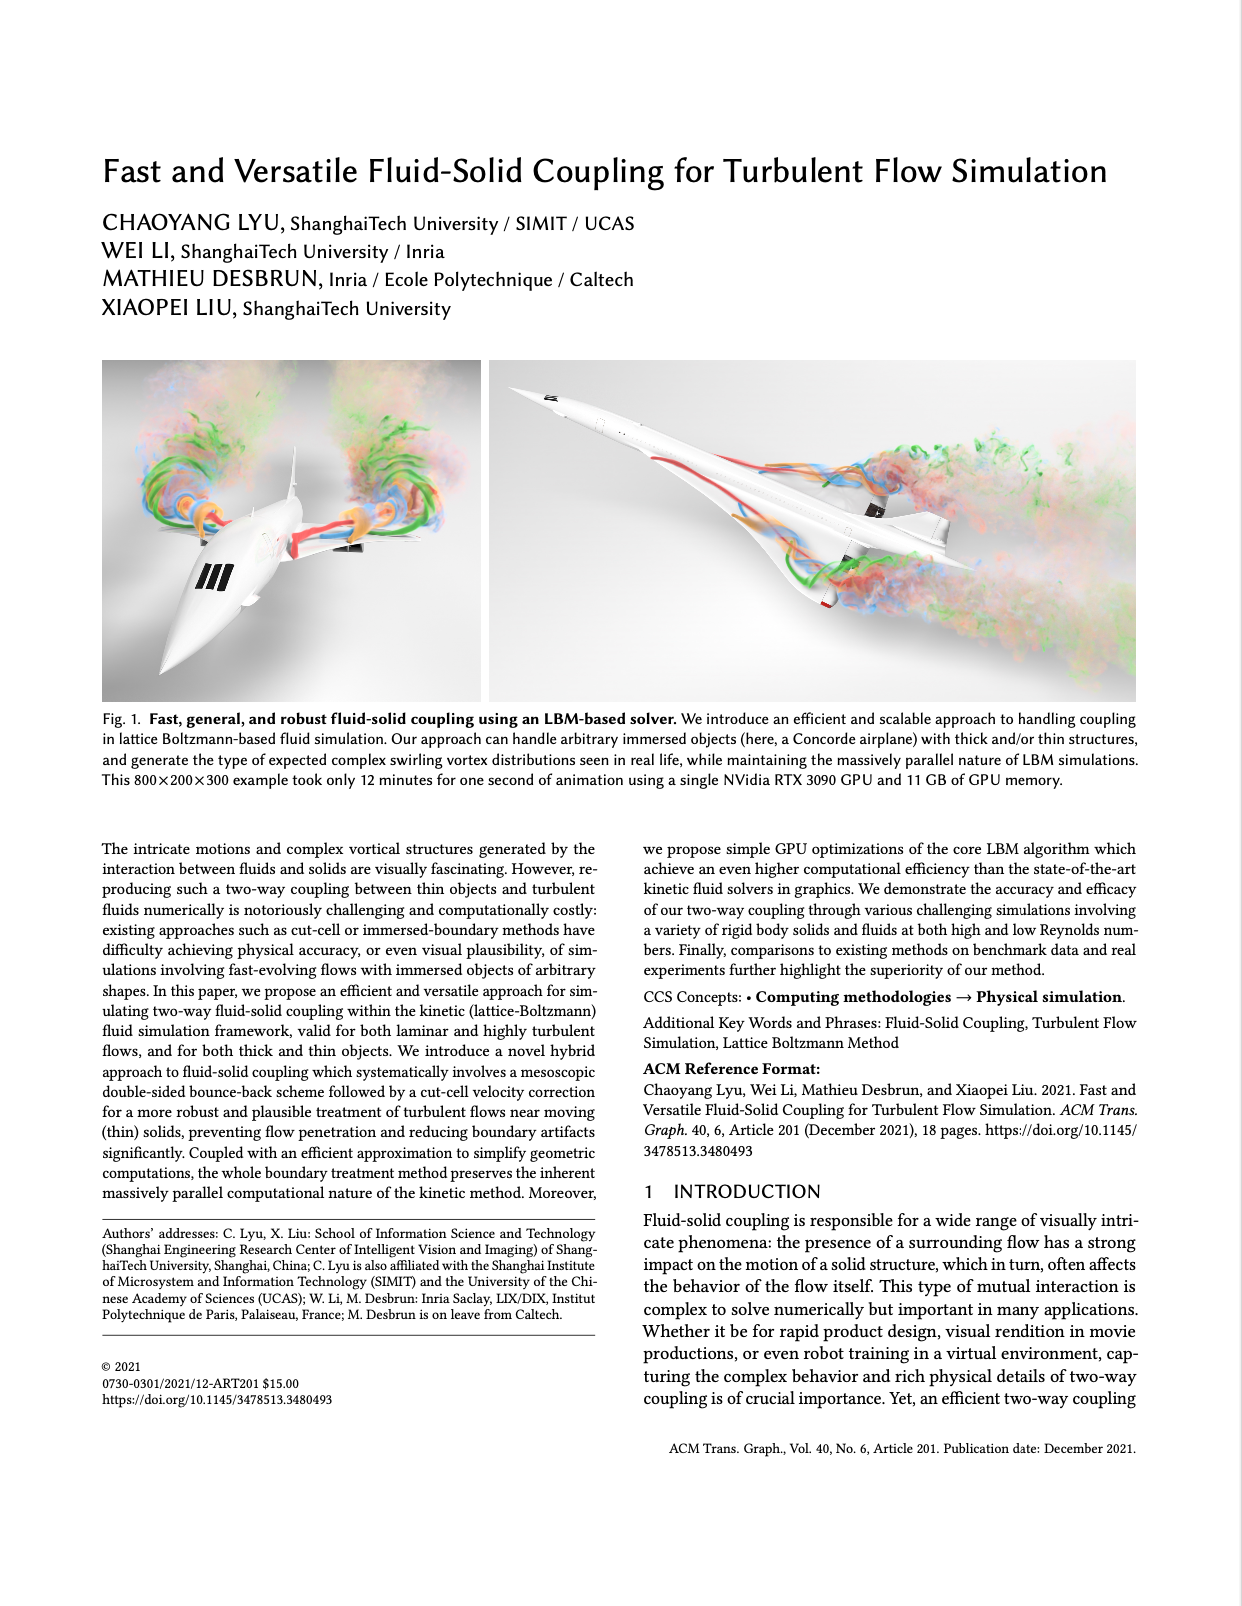 Fast and Versatile Fluid-Solid Coupling for Turbulent Flow Simulation
CHAOYANG LYU, ShanghaiTech University / SIMIT / UCAS
WEI LI, ShanghaiTech University / Inria
MATHIEU DESBRUN, Inria / Ecole Polytechnique / Caltech
XIAOPEI LIU, ShanghaiTech University
Fig. 1. Fast, general, and robust fluid-solid coupling using an LBM-based solver. We introduce an efficient and scalable approach to handling coupling
in lattice Boltzmann-based fluid simulation. Our approach can handle arbitrary immersed objects (here, a Concorde airplane) with thick and/or thin structures,
and generate the type of expected complex swirling vortex distributions seen in real life, while maintaining the massively parallel nature of LBM simulations.
This 800×200×300 example took only 12 minutes for one second of animation using a single NVidia RTX 3090 GPU and 11 GB of GPU memory.
The intricate motions and complex vortical structures generated by the
interaction between fluids and solids are visually fascinating. However, re-
producing such a two-way coupling between thin objects and turbulent
fluids numerically is notoriously challenging and computationally costly:
existing approaches such as cut-cell or immersed-boundary methods have
difficulty achieving physical accuracy, or even visual plausibility, of sim-
ulations involving fast-evolving flows with immersed objects of arbitrary
shapes. In this paper, we propose an efficient and versatile approach for sim-
ulating two-way fluid-solid coupling within the kinetic (lattice-Boltzmann)
fluid simulation framework, valid for both laminar and highly turbulent
flows, and for both thick and thin objects. We introduce a novel hybrid
approach to fluid-solid coupling which systematically involves a mesoscopic
double-sided bounce-back scheme followed by a cut-cell velocity correction
for a more robust and plausible treatment of turbulent flows near moving
(thin) solids, preventing flow penetration and reducing boundary artifacts
significantly. Coupled with an efficient approximation to simplify geometric
computations, the whole boundary treatment method preserves the inherent
massively parallel computational nature of the kinetic method. Moreover,
Authors' addresses: C. Lyu, X. Liu: School of Information Science and Technology
(Shanghai Engineering Research Center of Intelligent Vision and Imaging) of Shang-
haiTech University, Shanghai, China; C. Lyu is also affiliated with the Shanghai Institute
of Microsystem and Information Technology (SIMIT) and the University of the Chi-
nese Academy of Sciences (UCAS); W. Li, M. Desbrun: Inria Saclay, LIX/DIX, Institut
Polytechnique de Paris, Palaiseau, France; M. Desbrun is on leave from Caltech.
© 2021
0730-0301/2021/12-ART201 $15.00
https://doi.org/10.1145/3478513.3480493
we propose simple GPU optimizations of the core LBM algorithm which
achieve an even higher computational efficiency than the state-of-the-art
kinetic fluid solvers in graphics. We demonstrate the accuracy and efficacy
of our two-way coupling through various challenging simulations involving
a variety of rigid body solids and fluids at both high and low Reynolds num-
bers. Finally, comparisons to existing methods on benchmark data and real
experiments further highlight the superiority of our method.
CCS Concepts: • Computing methodologies → Physical simulation.
Additional Key Words and Phrases: Fluid-Solid Coupling, Turbulent Flow
Simulation, Lattice Boltzmann Method
ACM Reference Format:
Chaoyang Lyu, Wei Li, Mathieu Desbrun, and Xiaopei Liu. 2021. Fast and
Versatile Fluid-Solid Coupling for Turbulent Flow Simulation. ACM Trans.
Graph. 40, 6, Article 201 (December 2021), 18 pages. https://doi.org/10.1145/
3478513.3480493
1 INTRODUCTION
Fluid-solid coupling is responsible for a wide range of visually intri-
cate phenomena: the presence of a surrounding flow has a strong
impact on the motion of a solid structure, which in turn, often affects
the behavior of the flow itself. This type of mutual interaction is
complex to solve numerically but important in many applications.
Whether it be for rapid product design, visual rendition in movie
productions, or even robot training in a virtual environment, cap-
turing the complex behavior and rich physical details of two-way
coupling is of crucial importance. Yet, an efficient two-way coupling
ACM Trans. Graph., Vol. 40, No. 6, Article 201. Publication date: December 2021.